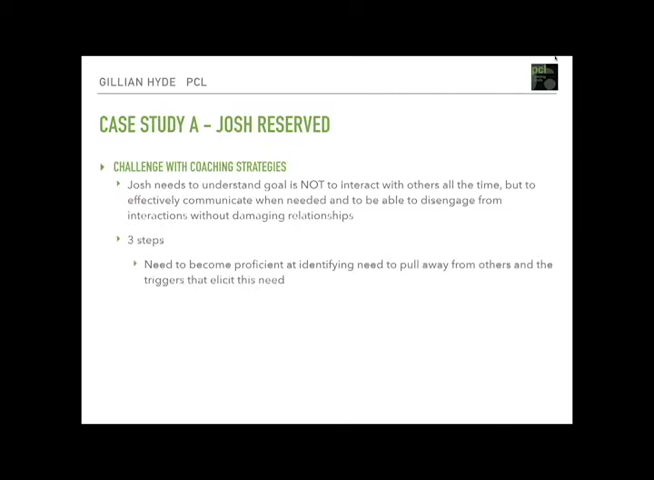 GILLIAN HYDE PCL
pcl
CASE STUDY A – JOSH RESERVED
CHALLENGE WITH COACHING STRATEGIES
Josh needs to understand goal is NOT to interact with others all the time, but to
effectively communicate when needed and to be able to disengage from
interactions without damaging relationships
3 steps
Need to become proficient at identifying need to pull away from others and the
triggers that elicit this need